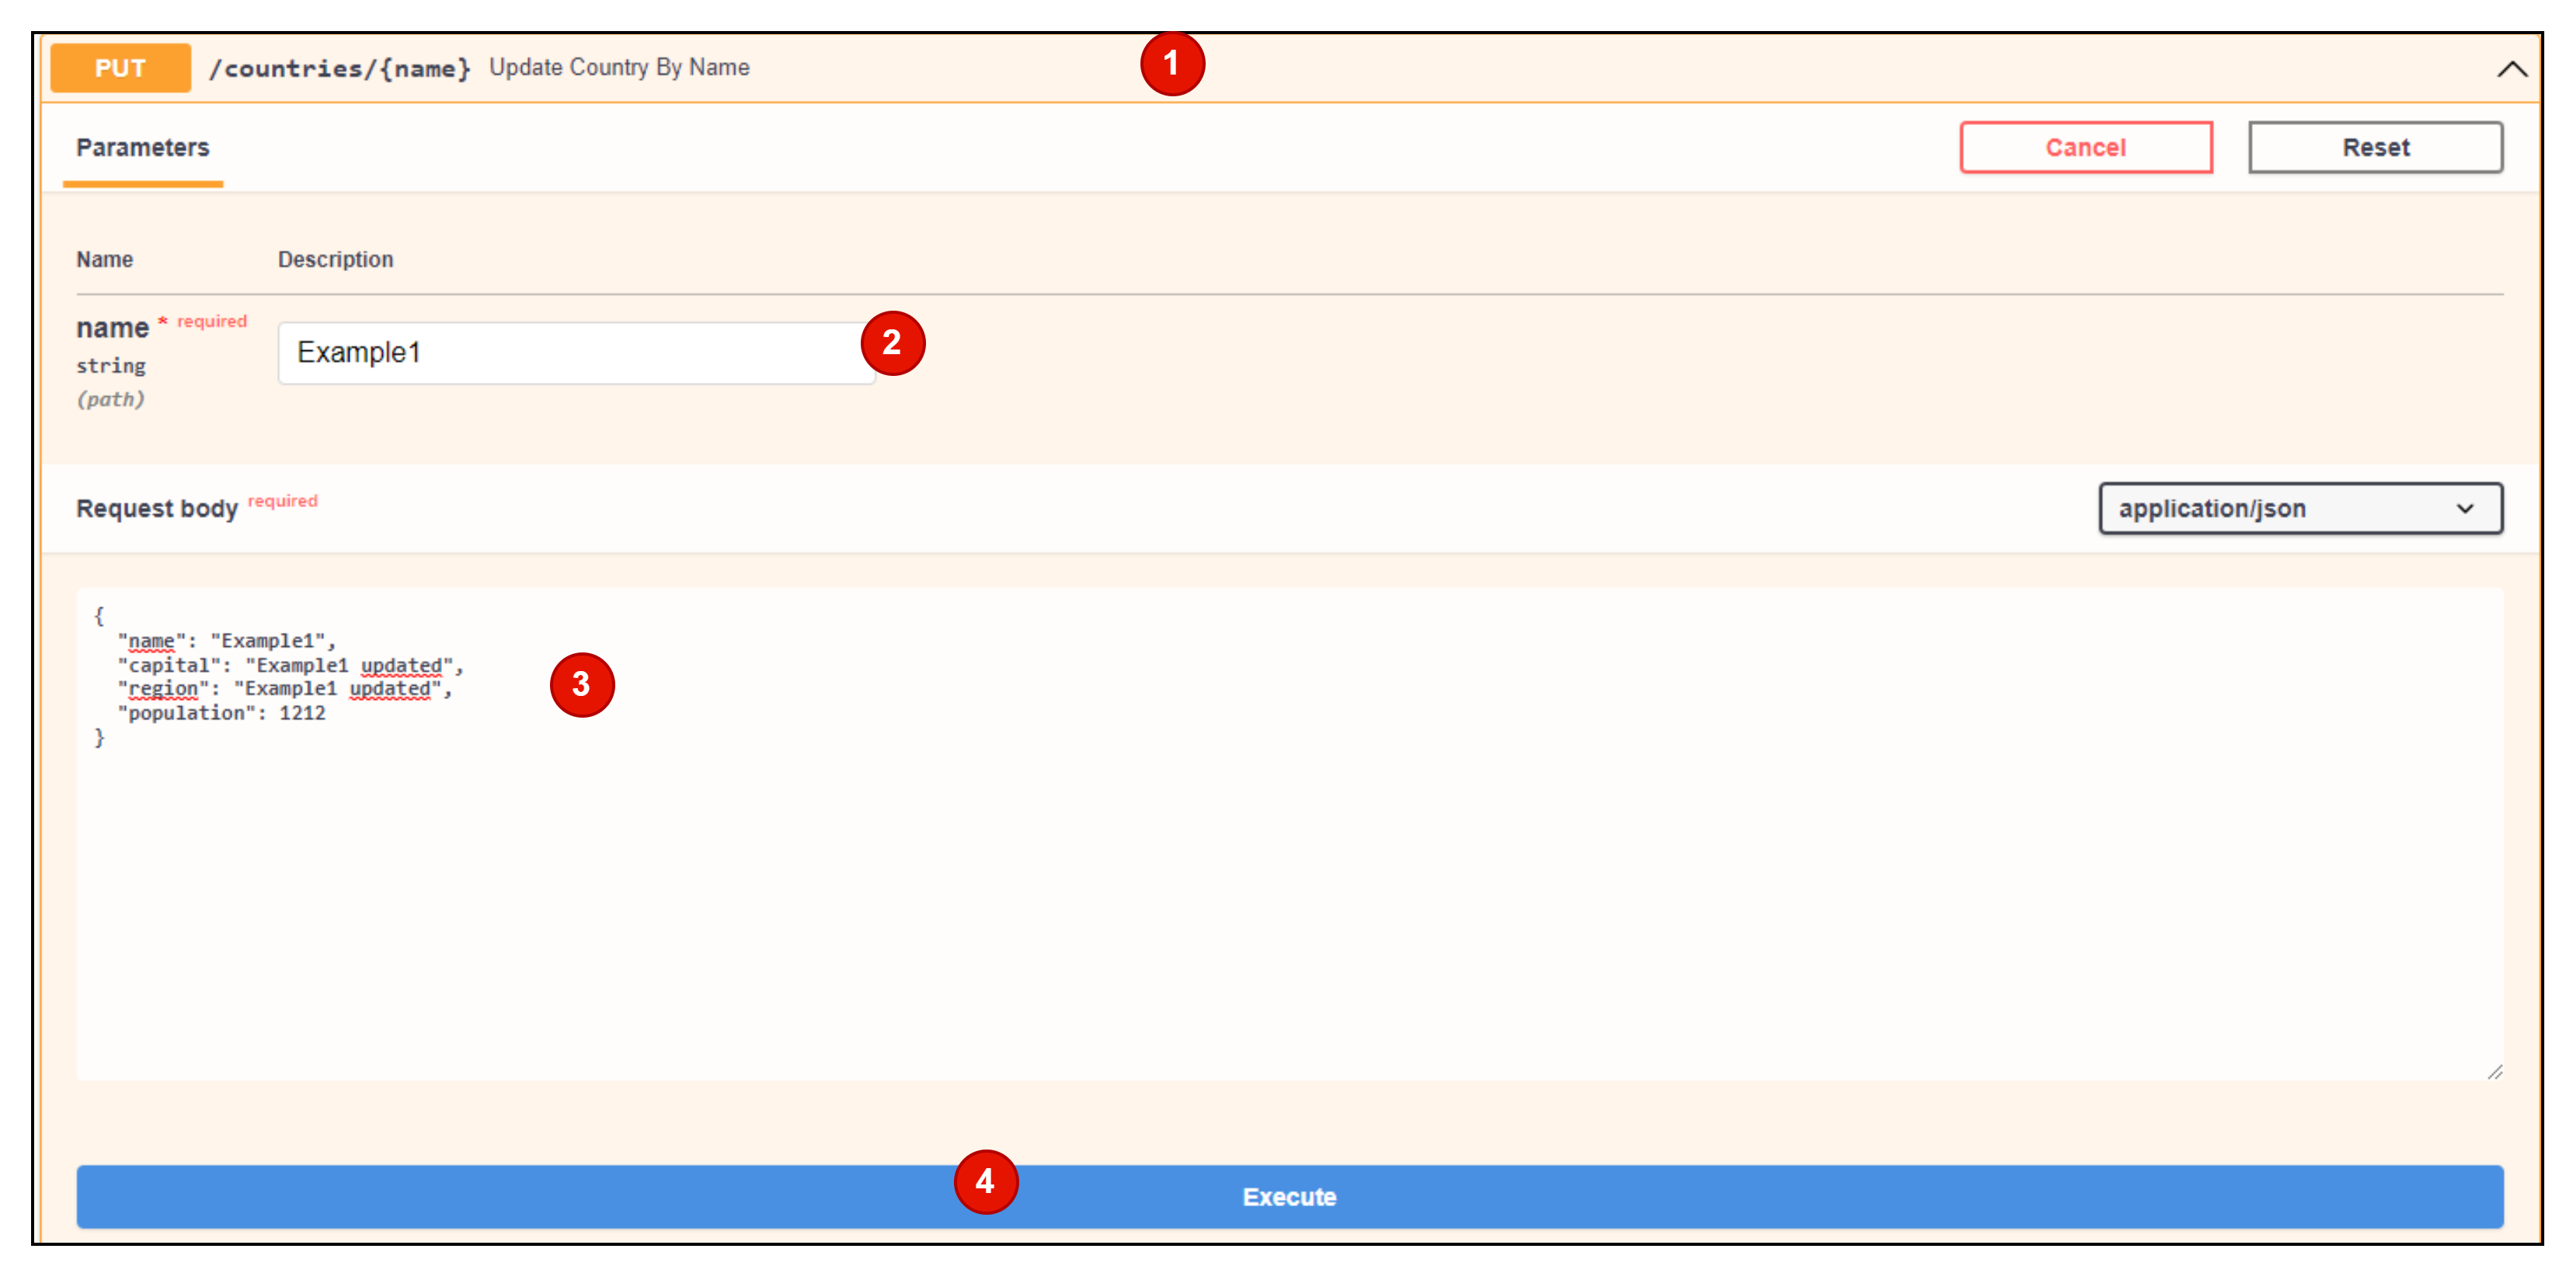 PUT /countries/{name} Update Country By Name 1
Parameters Cancel Reset
Name Description
name * required
string
(path)
Example1 2
Request body required application/json
{
"name": "Example1",
"capital": "Example1 updated",
"region": "Example1 updated",
"population": 1212
}
3
4
Execute